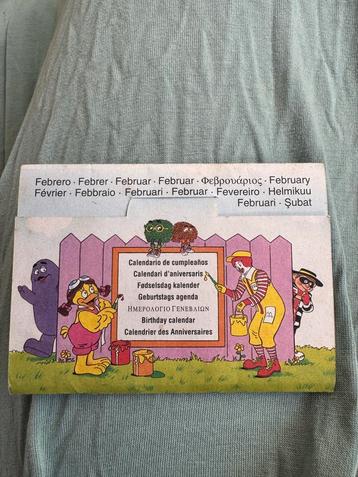 Febrero · Febrer · Februar · Februar · Φεβρουάριος · February
Février · Febbraio · Februari · Februar · Fevereiro · Helmikuu
Februari · Şubat
Calendario de cumpleaños
Calendari d'aniversaris
Fødselsdag kalender
Geburtstags agenda
Ημερολογιο Γενεθλιων
Birthday calendar
Calendrier des Anniversaires